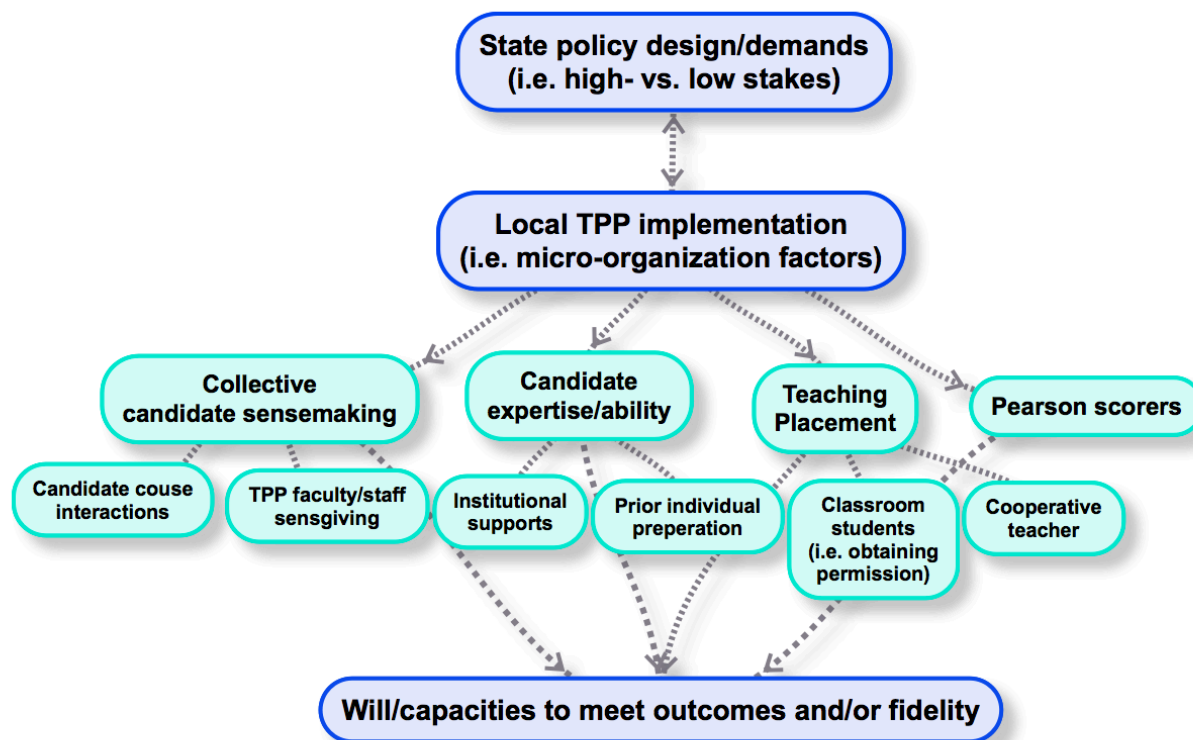 State policy design/demands
(i.e. high- vs. low stakes)
Local TPP implementation
(i.e. micro-organization factors)
Collective
candidate sensemaking
Candidate
expertise/ability
Teaching
Placement
Pearson scorers
Candidate couse
interactions
TPP faculty/staff
sensgiving
Institutional
supports
Prior individual
preperation
Classroom
students
(i.e. obtaining
permission)
Cooperative
teacher
Will/capacities to meet outcomes and/or fidelity